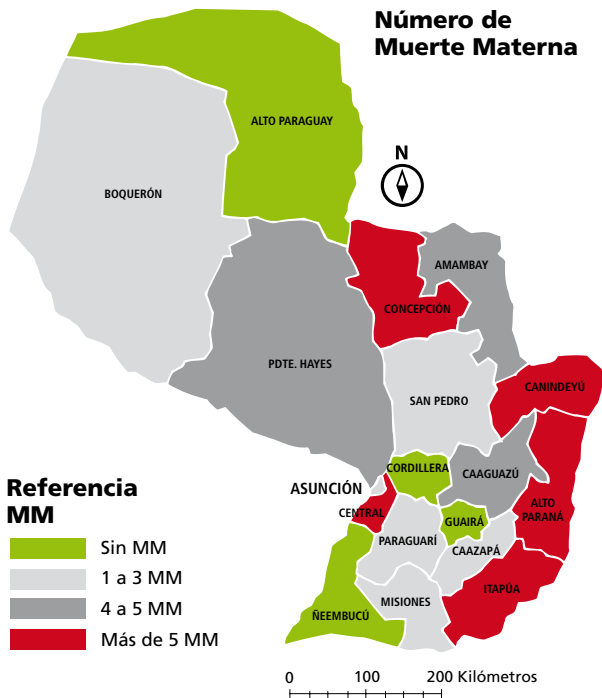 Número de
Muerte Materna
ALTO PARAGUAY
N
BOQUERÓN
AMAMBAY
CONCEPCIÓN
PDTE. HAYES
CANINDEYÚ
SAN PEDRO
CORDILLERA
CAAGUAZÚ
ASUNCIÓN
CENTRAL
ALTO
PARANÁ
GUAIRÁ
PARAGUARÍ
CAAZAPÁ
ITAPÚA
MISIONES
ÑEEMBUCÚ
Referencia
MM
Sin MM
1 a 3 MM
4 a 5 MM
Más de 5 MM
0 100 200 Kilómetros